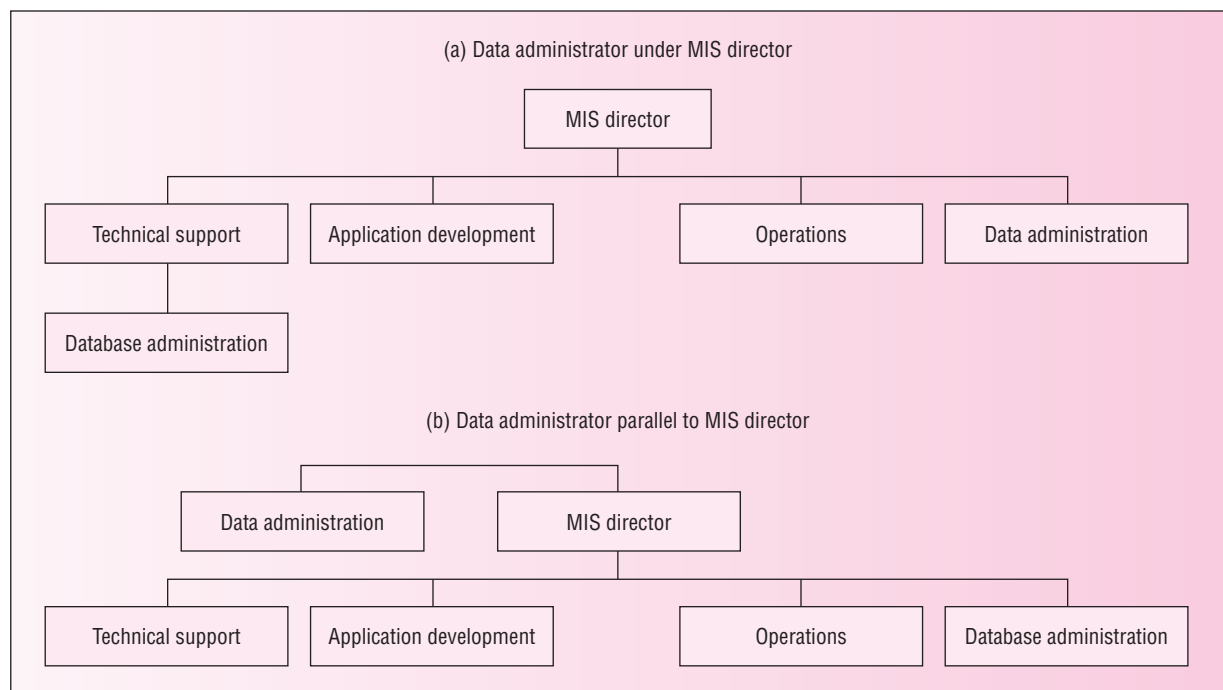 (a) Data administrator under MIS director
MIS director
Technical support
Application development
Operations
Data administration
Database administration
(b) Data administrator parallel to MIS director
Data administration
MIS director
Technical support
Application development
Operations
Database administration